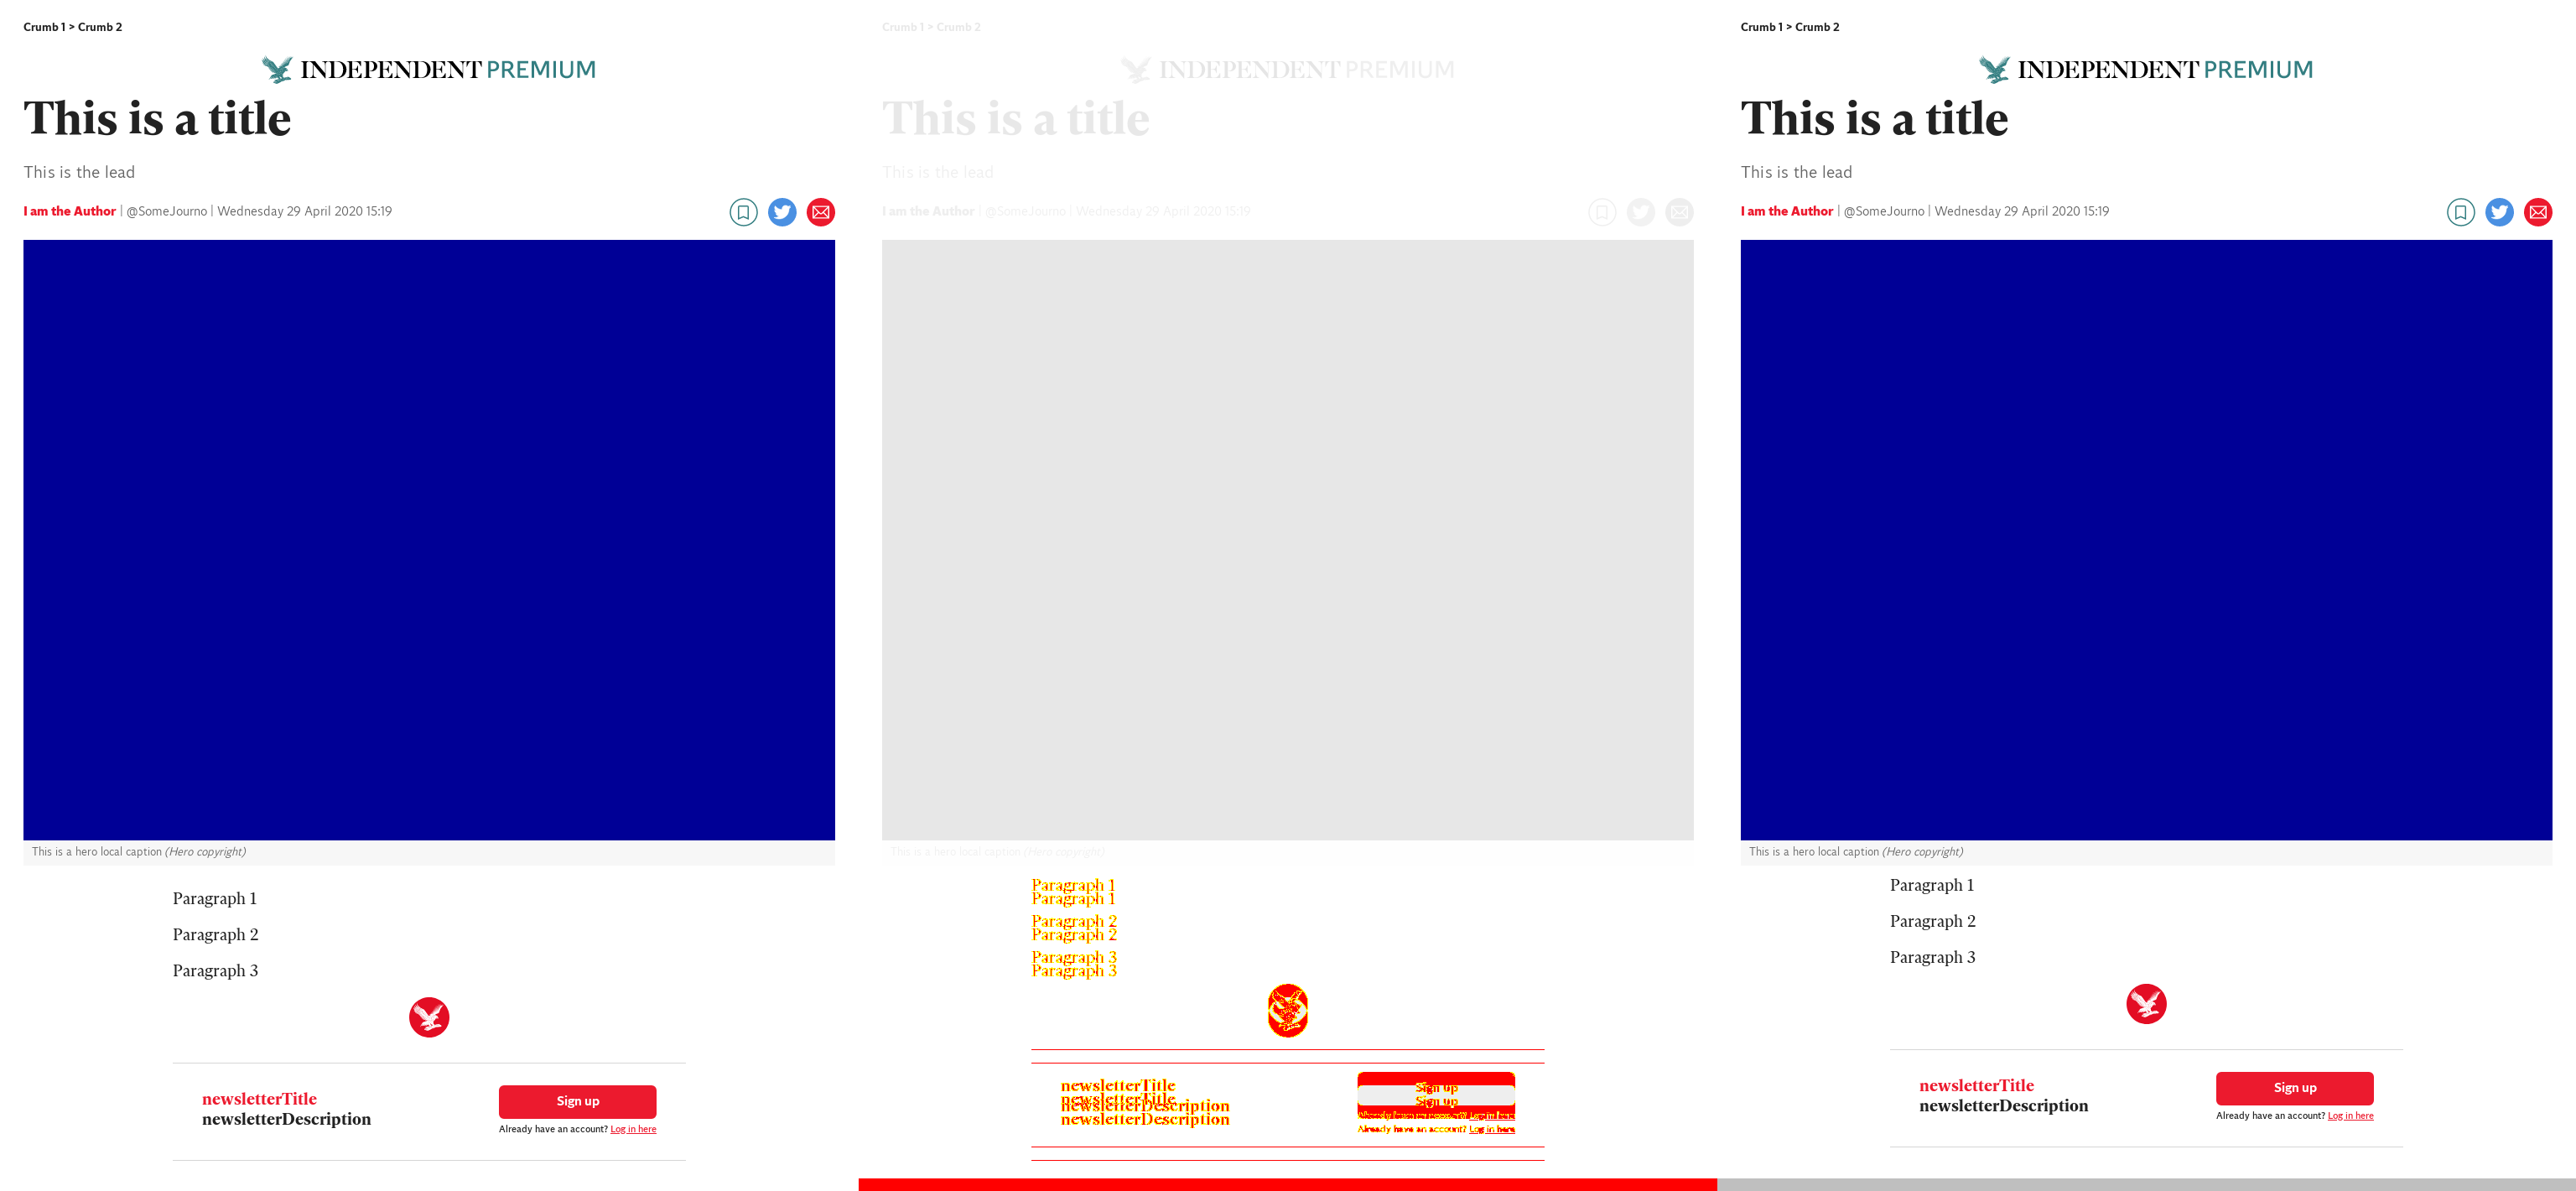 Crumb 1 > Crumb 2
INDEPENDENT PREMIUM
This is a title
This is the lead
I am the Author | @SomeJourno | Wednesday 29 April 2020 15:19
This is a hero local caption (Hero copyright)
Paragraph 1
Paragraph 2
Paragraph 3
newsletterTitle
newsletterDescription
Sign up
Already have an account? Log in here
Crumb 1 > Crumb 2
INDEPENDENT PREMIUM
This is a title
This is the lead
I am the Author | @SomeJourno | Wednesday 29 April 2020 15:19
This is a hero local caption (Hero copyright)
Paragraph 1
Paragraph 1
Paragraph 2
Paragraph 2
Paragraph 3
Paragraph 3
newsletterTitle
newsletterTitle
newsletterDescription
newsletterDescription
Sign up
Sign up
Already have an account? Log in here
Already have an account? Log in here
Crumb 1 > Crumb 2
INDEPENDENT PREMIUM
This is a title
This is the lead
I am the Author | @SomeJourno | Wednesday 29 April 2020 15:19
This is a hero local caption (Hero copyright)
Paragraph 1
Paragraph 2
Paragraph 3
newsletterTitle
newsletterDescription
Sign up
Already have an account? Log in here